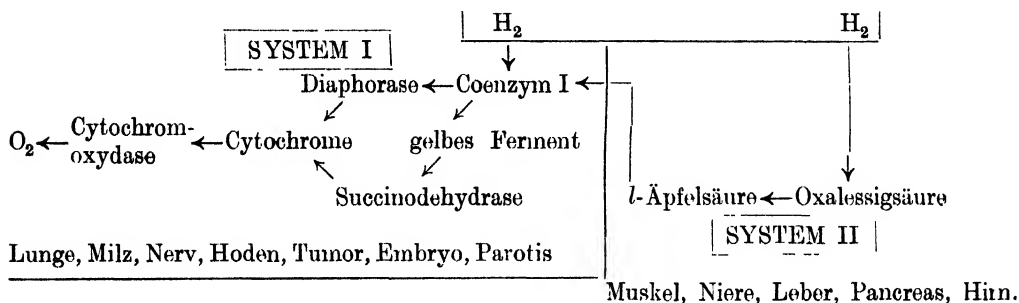 H₂ H₂
SYSTEM I
Diaphorase ← Coenzym I ←
O₂ ← Cytochrom-
oxydase ← Cytochrome gelbes Ferment
Succinodehydrase
l-Äpfelsäure ← Oxalessigsäure
SYSTEM II
Lunge, Milz, Nerv, Hoden, Tumor, Embryo, Parotis
Muskel, Niere, Leber, Pancreas, Hirn.